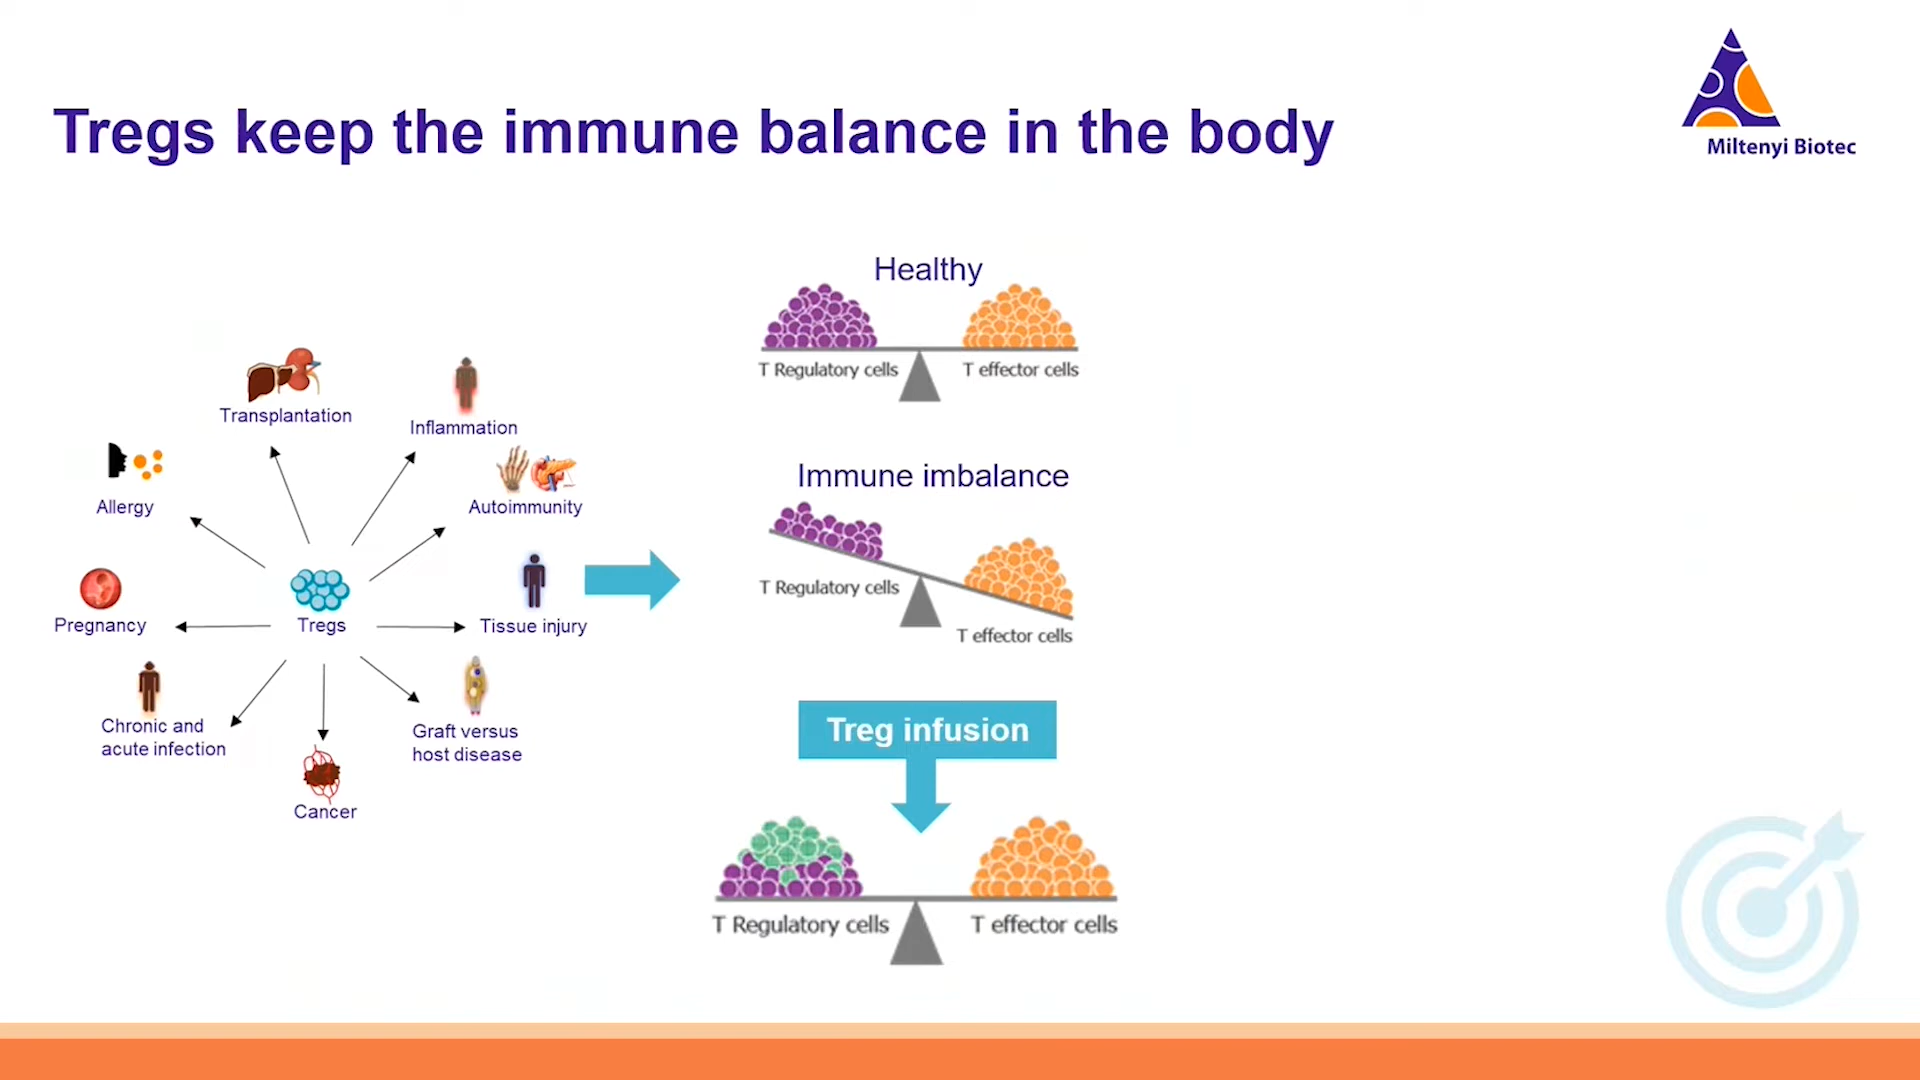 Tregs keep the immune balance in the body
Miltenyi Biotec
Transplantation
Inflammation
Allergy
Autoimmunity
Pregnancy
Tregs
Tissue injury
Chronic and
acute infection
Graft versus
host disease
Cancer
Healthy
T Regulatory cells
T effector cells
Immune imbalance
T Regulatory cells
T effector cells
Treg infusion
T Regulatory cells
T effector cells